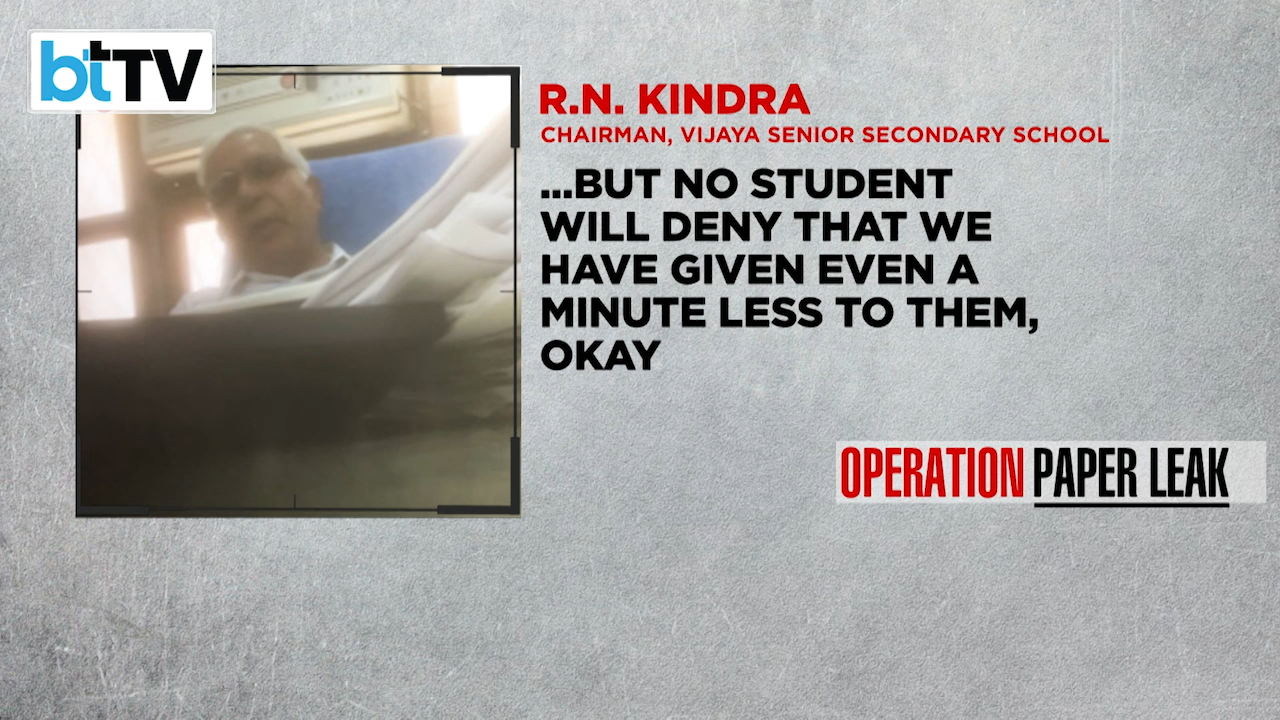 btTV
R.N. KINDRA
CHAIRMAN, VIJAYA SENIOR SECONDARY SCHOOL
...BUT NO STUDENT
WILL DENY THAT WE
HAVE GIVEN EVEN A
MINUTE LESS TO THEM,
OKAY
OPERATION PAPER LEAK